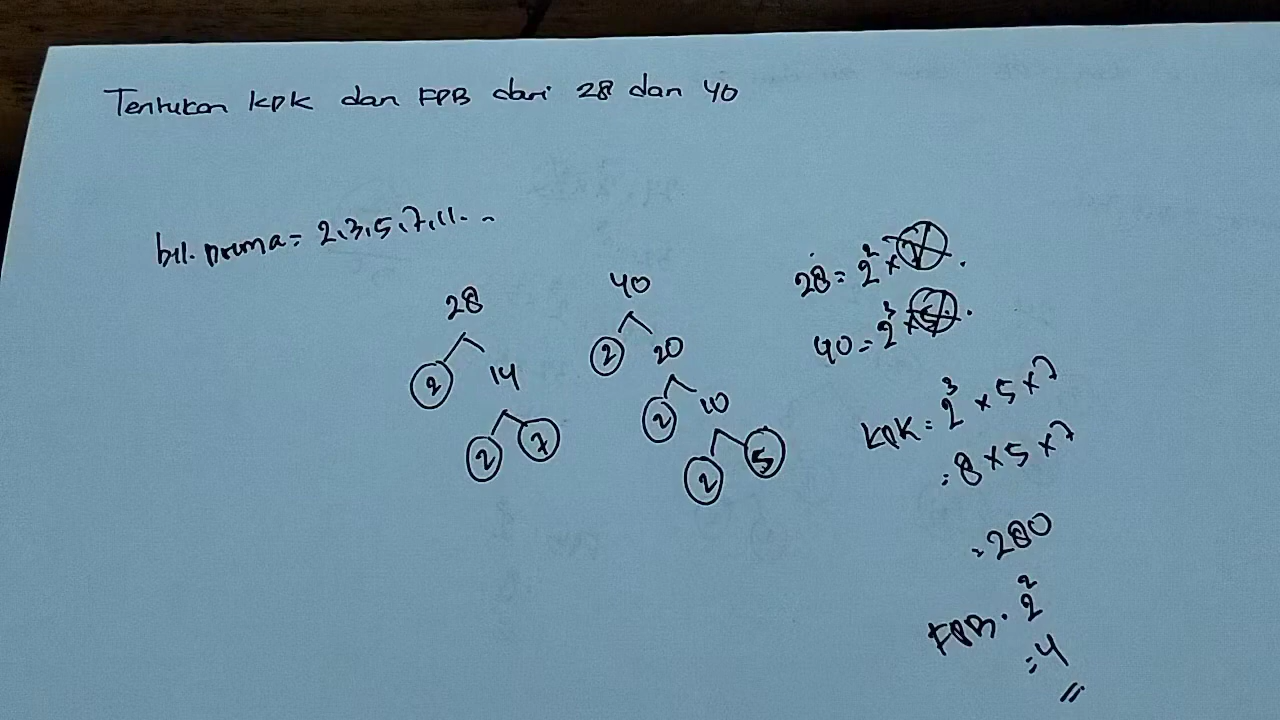 Tentukan KPK dan FPB dari 28 dan 40
bil. prima = 2,3,5,7,11...
28
2 14
2 7
40
2 20
2 10
2 5
28 = 2² × 7
40 = 2³ × 5
KPK = 2³ × 5 × 7
= 8 × 5 × 7
= 280
FPB = 2²
= 4